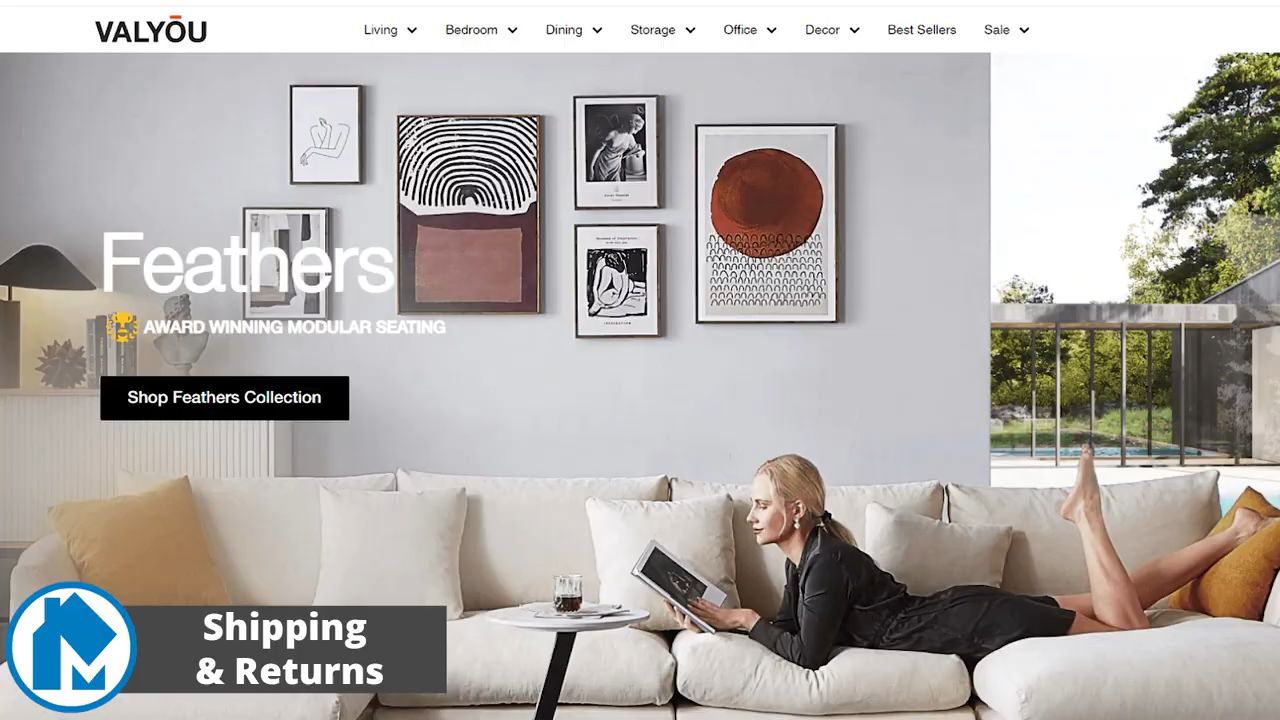 VALYŌU
Living
Bedroom
Dining
Storage
Office
Decor
Best Sellers
Sale
Feathers
AWARD WINNING MODULAR SEATING
Shop Feathers Collection
Shipping
& Returns
M